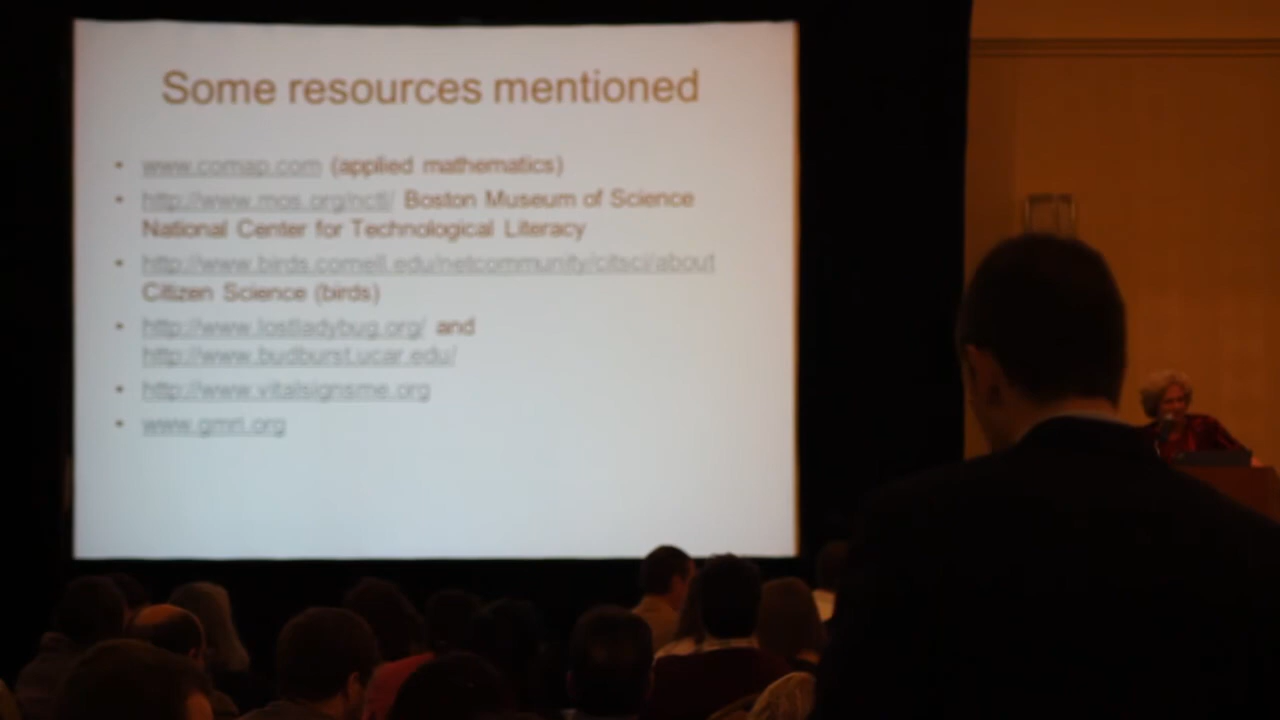 Some resources mentioned
• www.comap.com (applied mathematics)
• http://www.mos.org/nctl/ Boston Museum of Science
National Center for Technological Literacy
• http://www.birds.cornell.edu/netcommunity/citsci/about
Citizen Science (birds)
• http://www.lostladybug.org/ and
http://www.budburst.ucar.edu/
• http://www.vitalsignsme.org
• www.gmri.org